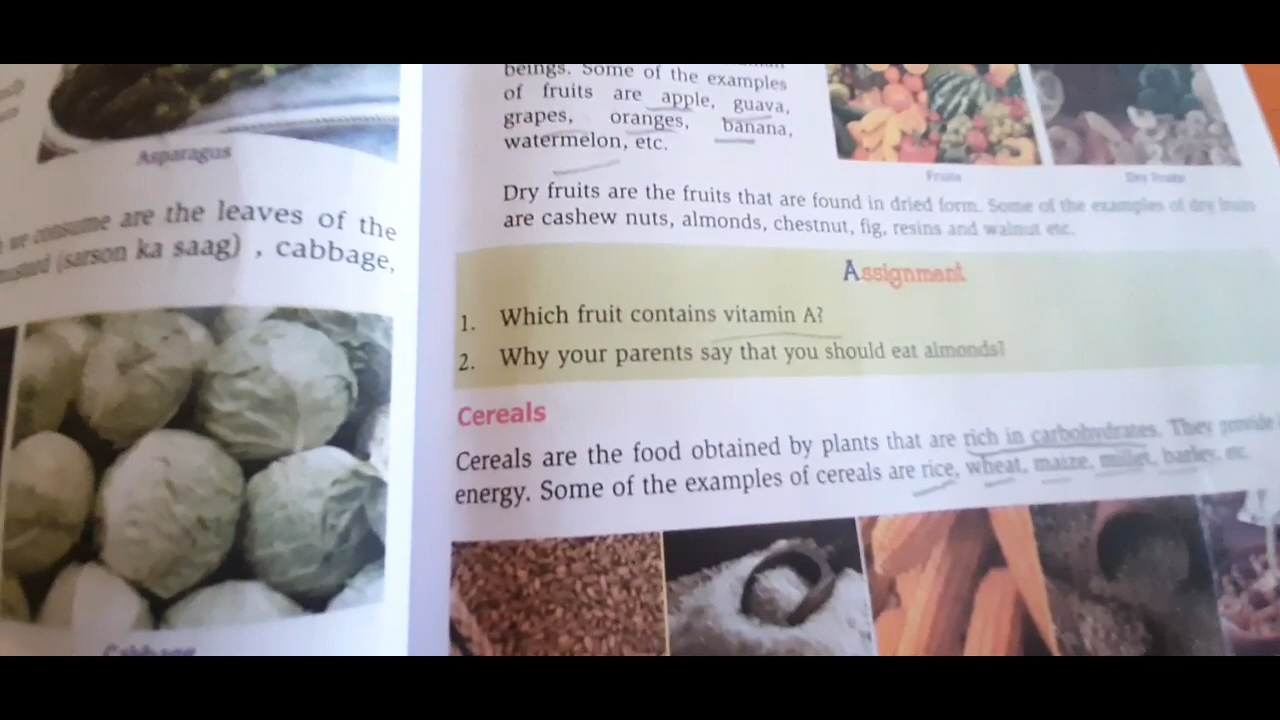 Asparagus
we consume are the leaves of the
mustard (sarson ka saag) , cabbage,
Cabbage
beings. Some of the examples
of fruits are apple, guava,
grapes, oranges, banana,
watermelon, etc.
Fruits
Dry Fruits
Dry fruits are the fruits that are found in dried form. Some of the examples of dry fruits
are cashew nuts, almonds, chestnut, fig, resins and walnut etc.
Assignment
1. Which fruit contains vitamin A?
2. Why your parents say that you should eat almonds?
Cereals
Cereals are the food obtained by plants that are rich in carbohydrates. They provide
energy. Some of the examples of cereals are rice, wheat, maize, millet, barley, etc.